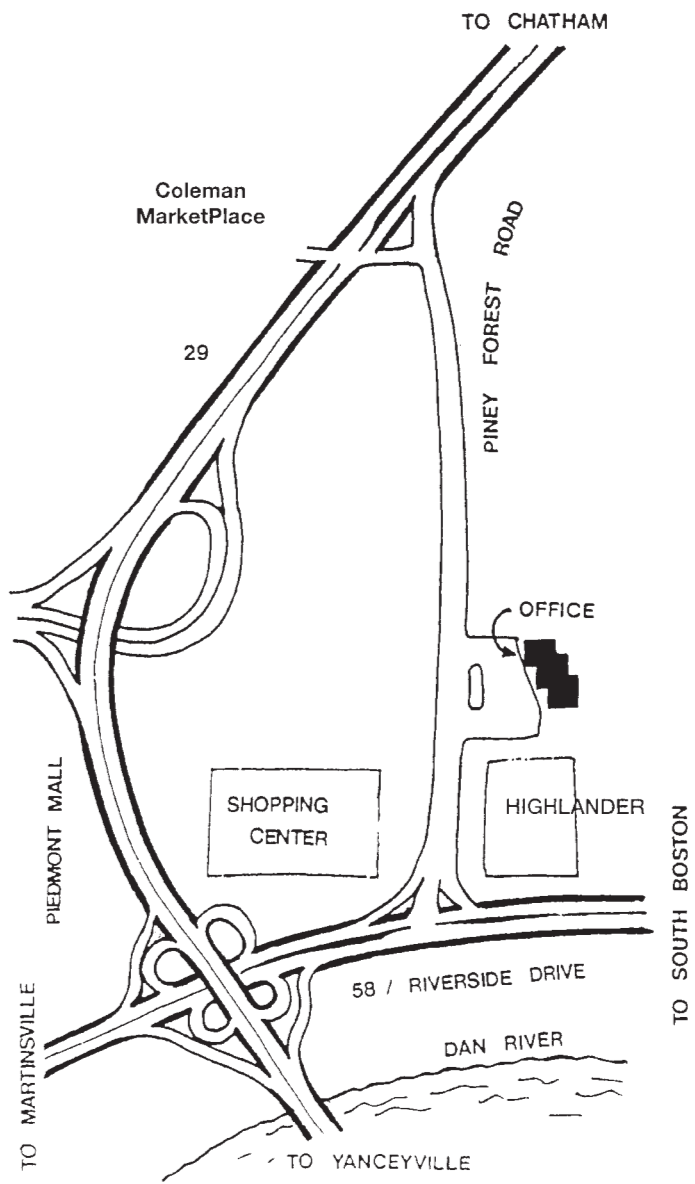 TO CHATHAM
Coleman
MarketPlace
PINEY FOREST ROAD
29
OFFICE
SHOPPING
CENTER
HIGHLANDER
PIEDMONT MALL
TO SOUTH BOSTON
58 / RIVERSIDE DRIVE
TO MARTINSVILLE
DAN RIVER
TO YANCEYVILLE